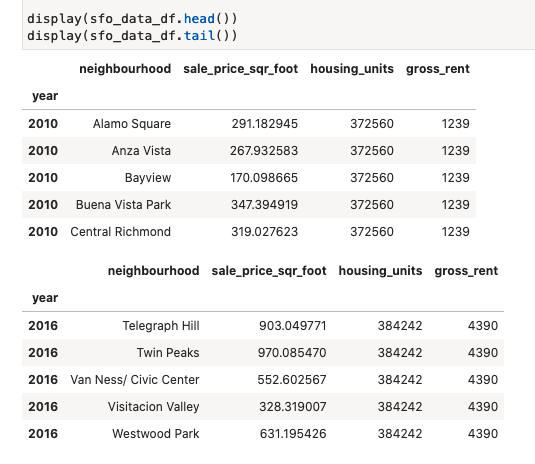 display(sfo_data_df.head())
display(sfo_data_df.tail())
neighbourhood sale_price_sqr_foot housing_units gross_rent
year
2010 Alamo Square 291.182945 372560 1239
2010 Anza Vista 267.932583 372560 1239
2010 Bayview 170.098665 372560 1239
2010 Buena Vista Park 347.394919 372560 1239
2010 Central Richmond 319.027623 372560 1239
neighbourhood sale_price_sqr_foot housing_units gross_rent
year
2016 Telegraph Hill 903.049771 384242 4390
2016 Twin Peaks 970.085470 384242 4390
2016 Van Ness/ Civic Center 552.602567 384242 4390
2016 Visitacion Valley 328.319007 384242 4390
2016 Westwood Park 631.195426 384242 4390